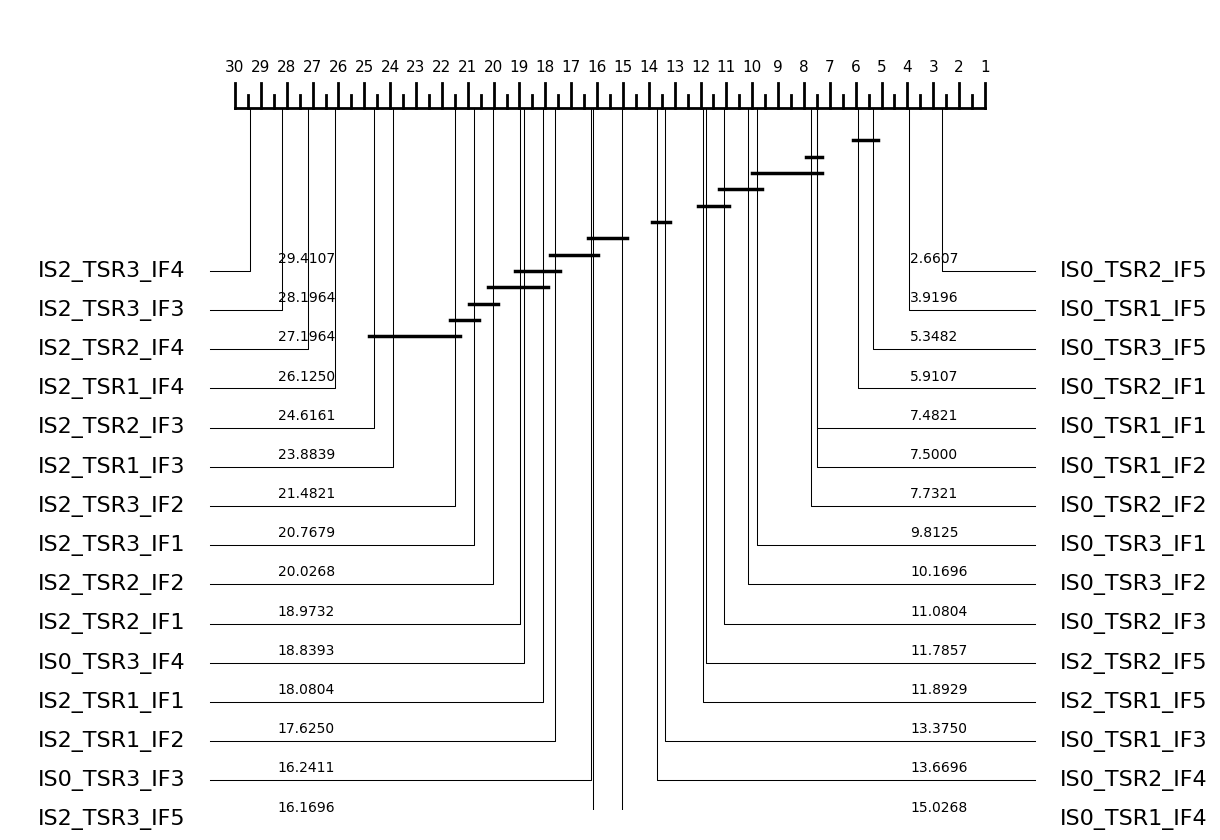 30 29 28 27 26 25 24 23 22 21 20 19 18 17 16 15 14 13 12 11 10 9 8 7 6 5 4 3 2 1
IS2_TSR3_IF4 29.4107 2.6607 IS0_TSR2_IF5
IS2_TSR3_IF3 28.1964 3.9196 IS0_TSR1_IF5
IS2_TSR2_IF4 27.1964 5.3482 IS0_TSR3_IF5
IS2_TSR1_IF4 26.1250 5.9107 IS0_TSR2_IF1
IS2_TSR2_IF3 24.6161 7.4821 IS0_TSR1_IF1
IS2_TSR1_IF3 23.8839 7.5000 IS0_TSR1_IF2
IS2_TSR3_IF2 21.4821 7.7321 IS0_TSR2_IF2
IS2_TSR3_IF1 20.7679 9.8125 IS0_TSR3_IF1
IS2_TSR2_IF2 20.0268 10.1696 IS0_TSR3_IF2
IS2_TSR2_IF1 18.9732 11.0804 IS0_TSR2_IF3
IS0_TSR3_IF4 18.8393 11.7857 IS2_TSR2_IF5
IS2_TSR1_IF1 18.0804 11.8929 IS2_TSR1_IF5
IS2_TSR1_IF2 17.6250 13.3750 IS0_TSR1_IF3
IS0_TSR3_IF3 16.2411 13.6696 IS0_TSR2_IF4
IS2_TSR3_IF5 16.1696 15.0268 IS0_TSR1_IF4